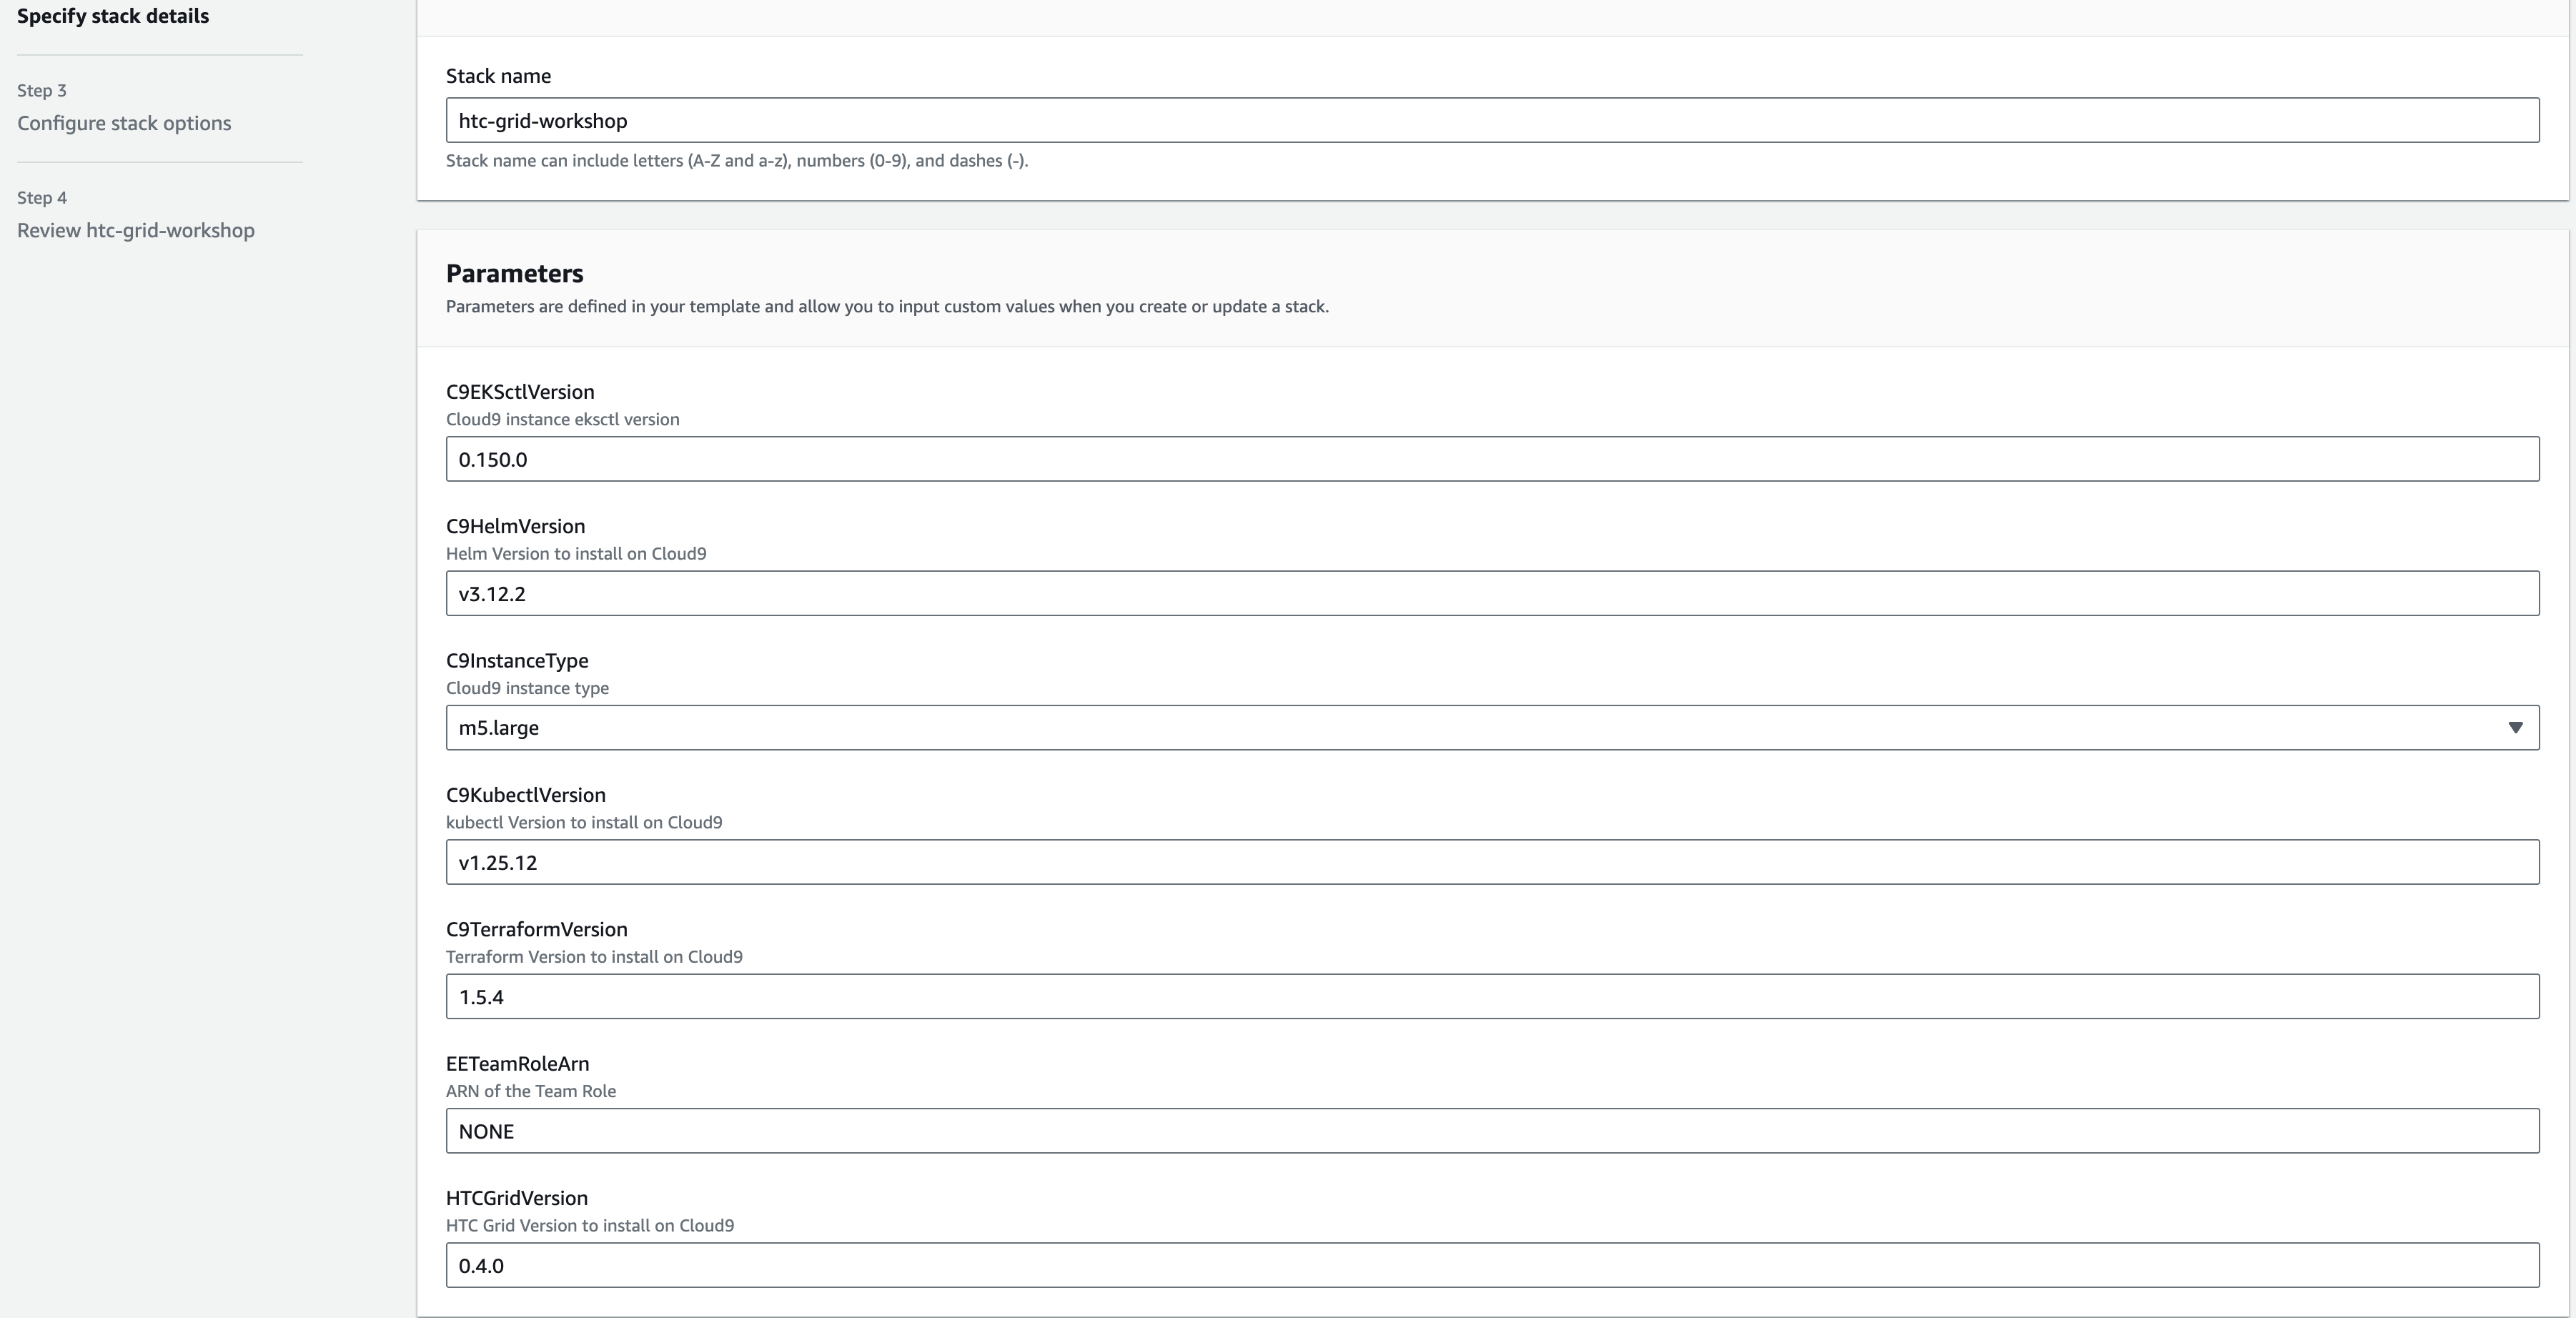 Specify stack details
Step 3
Configure stack options
Step 4
Review htc-grid-workshop
Stack name
htc-grid-workshop
Stack name can include letters (A-Z and a-z), numbers (0-9), and dashes (-).
Parameters
Parameters are defined in your template and allow you to input custom values when you create or update a stack.
C9EKSctlVersion
Cloud9 instance eksctl version
0.150.0
C9HelmVersion
Helm Version to install on Cloud9
v3.12.2
C9InstanceType
Cloud9 instance type
m5.large
C9KubectlVersion
kubectl Version to install on Cloud9
v1.25.12
C9TerraformVersion
Terraform Version to install on Cloud9
1.5.4
EETeamRoleArn
ARN of the Team Role
NONE
HTCGridVersion
HTC Grid Version to install on Cloud9
0.4.0